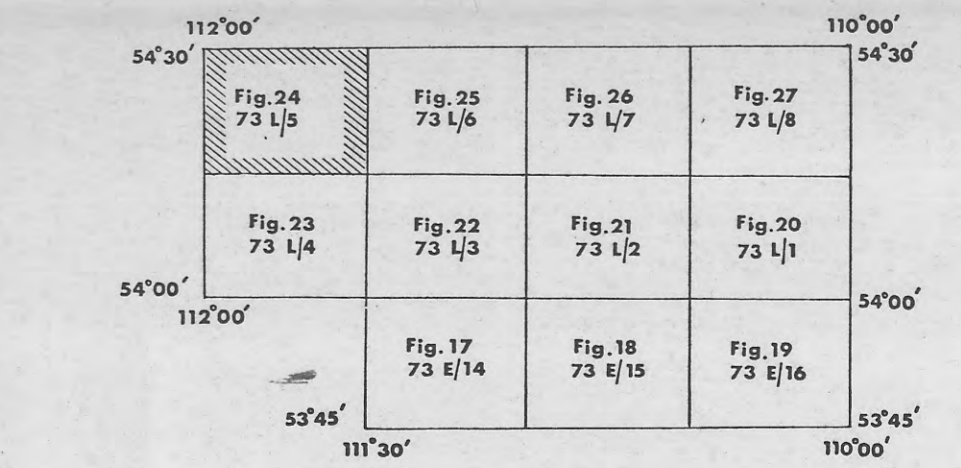 112°00′ 110°00′
54°30′ 54°30′
Fig.24 Fig.25 Fig.26 Fig.27
73 L/5 73 L/6 73 L/7 73 L/8
Fig.23 Fig.22 Fig.21 Fig.20
73 L/4 73 L/3 73 L/2 73 L/1
54°00′ 54°00′
112°00′
Fig.17 Fig.18 Fig.19
73 E/14 73 E/15 73 E/16
53°45′ 53°45′
111°30′ 110°00′